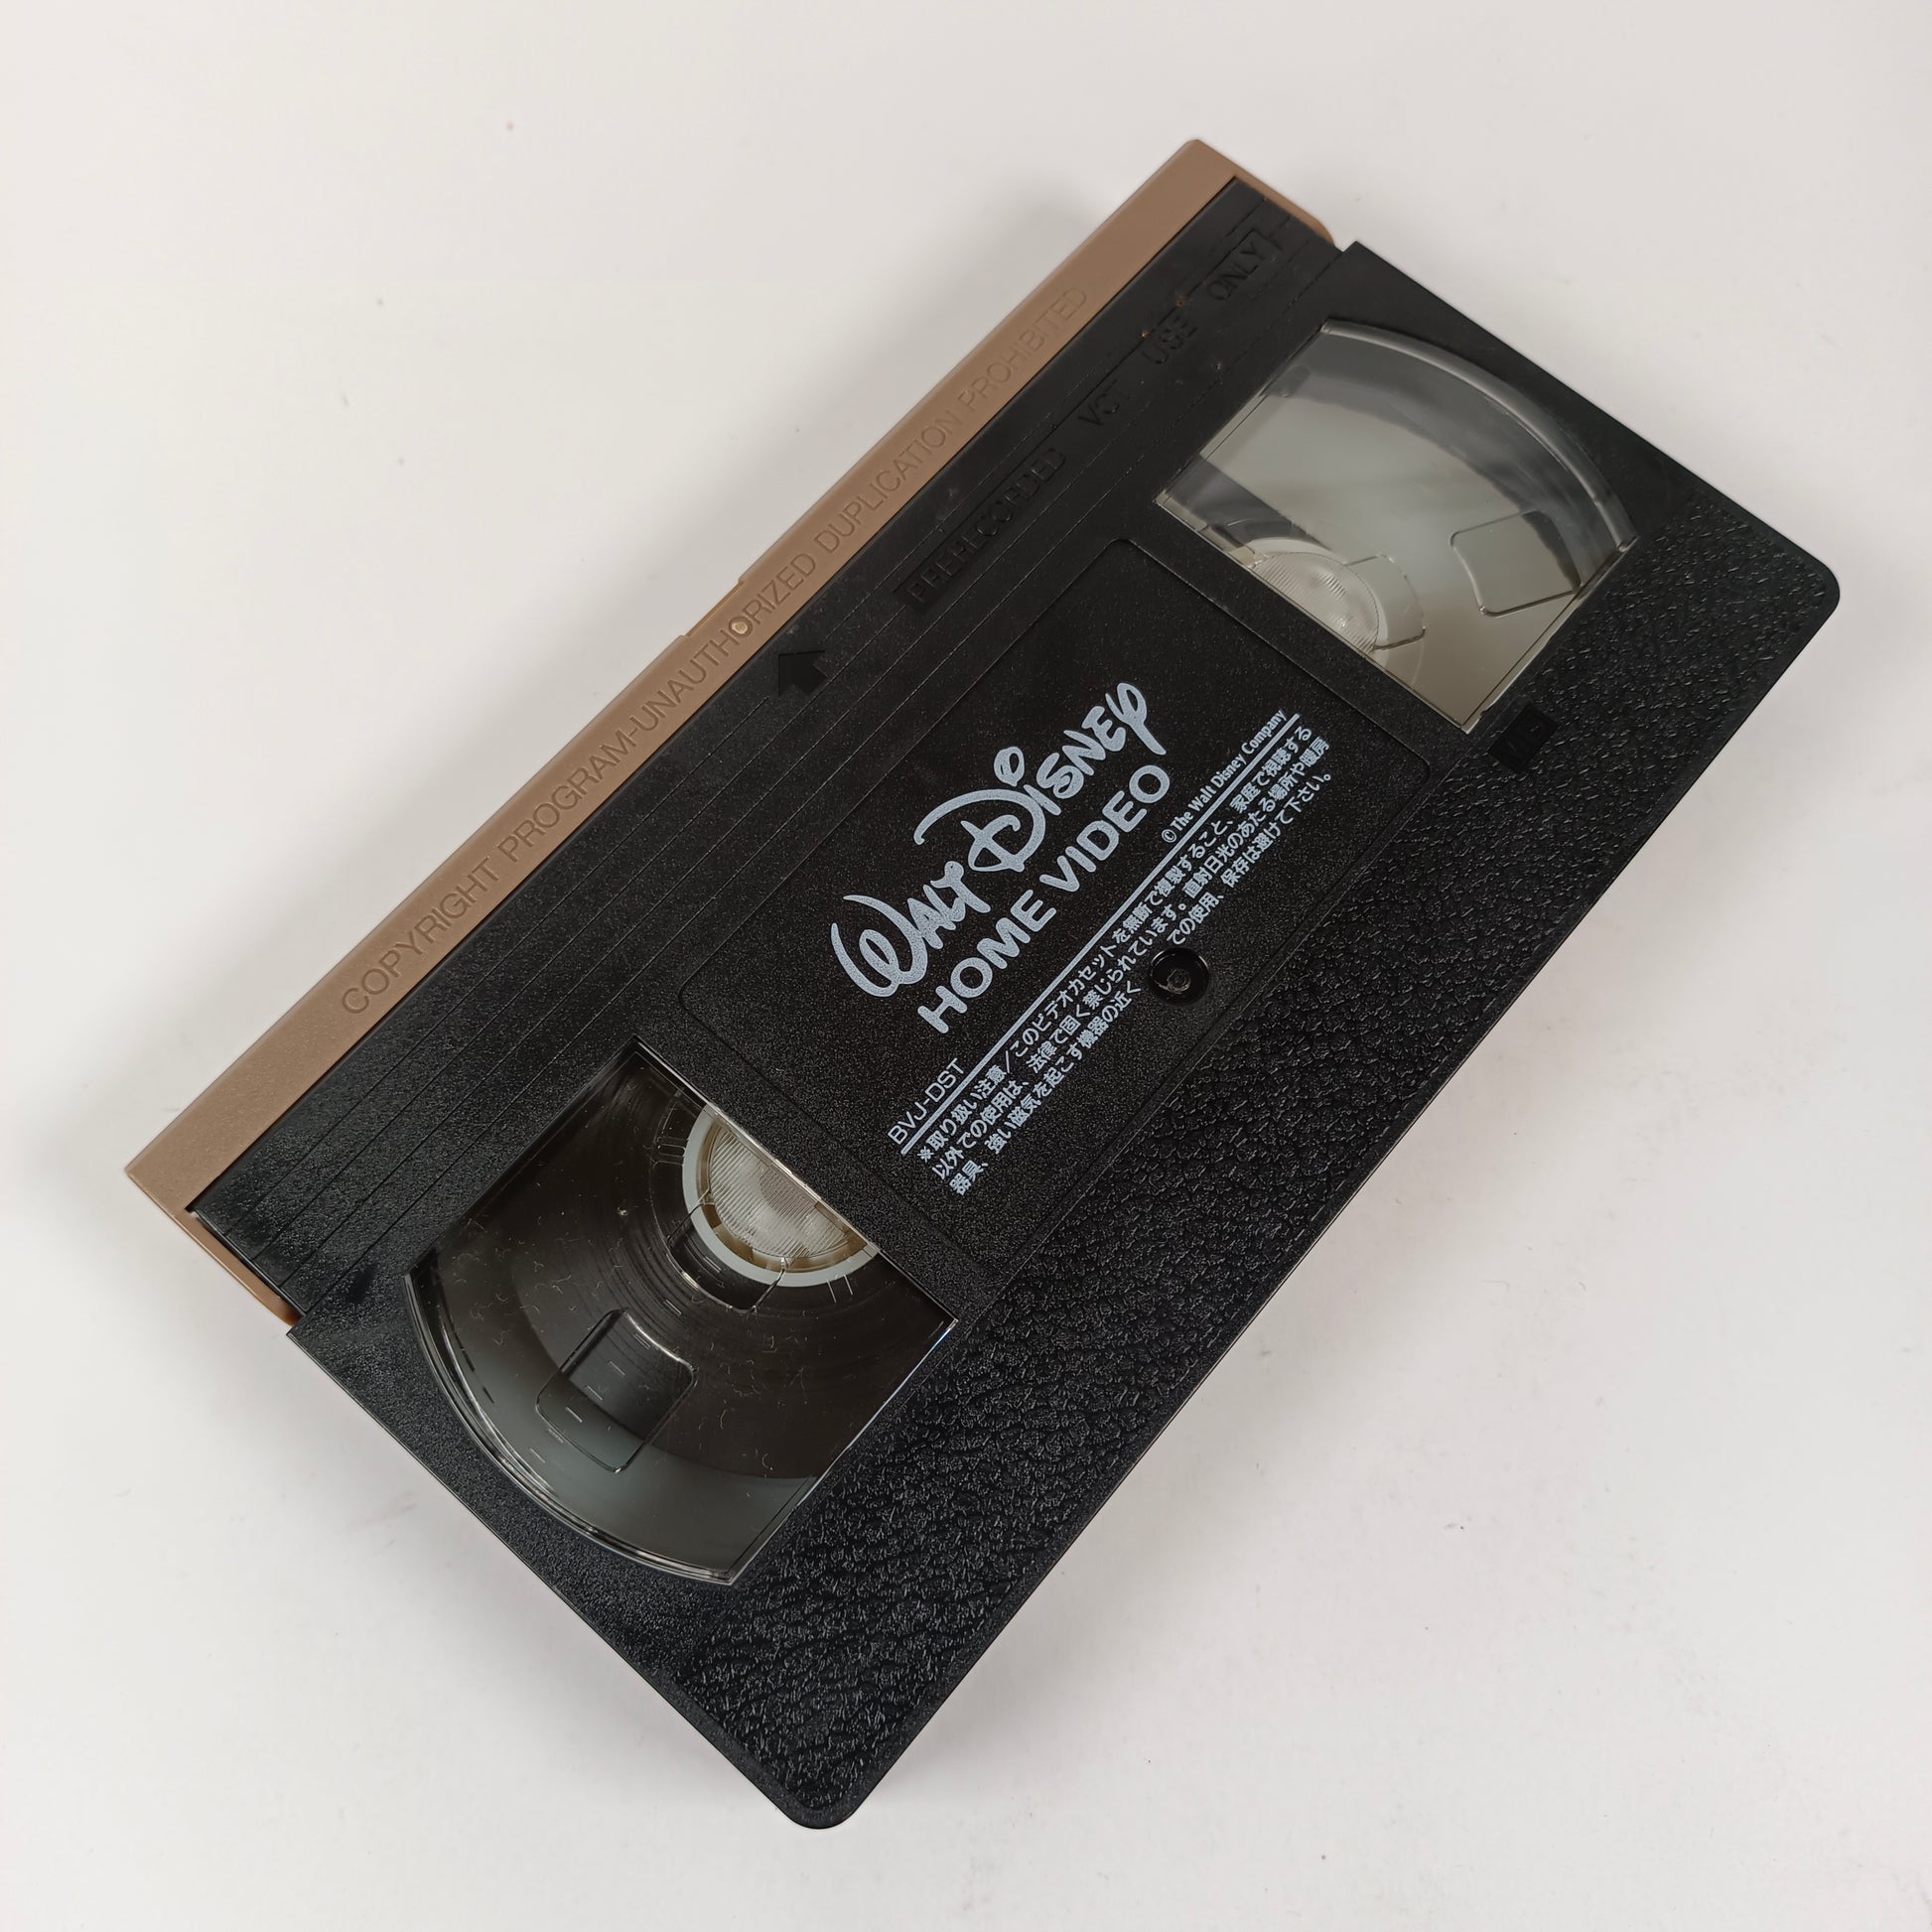 COPYRIGHT PROGRAM-UNAUTHORIZED DUPLICATION PROHIBITED
PRERECORDED VCT USE ONLY
WALT DISNEY
HOME VIDEO
BVJ-DST ©The Walt Disney Company
※取り扱い注意/このビデオカセットを無断で複製すること、家庭で視聴する
以外での使用は、法律で固く禁じられています。直射日光のあたる場所や暖房
器具、強い磁気を起こす機器の近くでの使用、保存は避けて下さい。